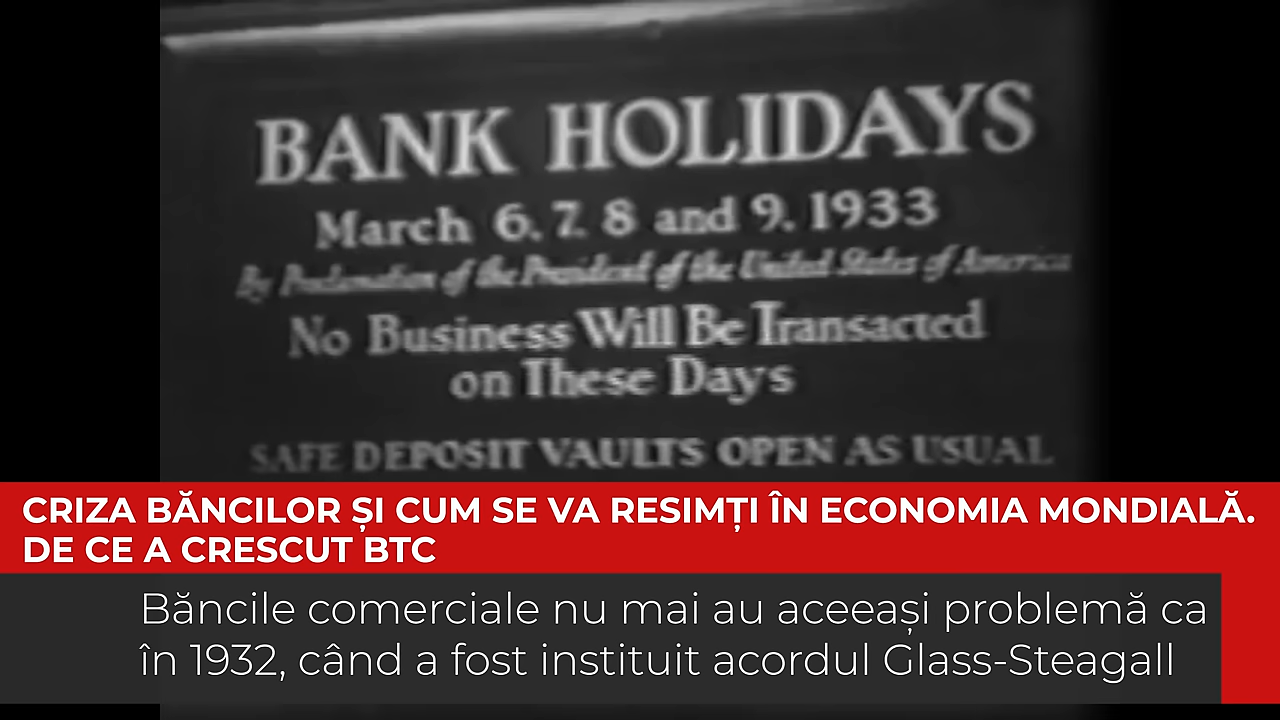 BANK HOLIDAYS
March 6, 7, 8 and 9, 1933
By Proclamation of the President of the United States of America
No Business Will Be Transacted
on These Days
SAFE DEPOSIT VAULTS OPEN AS USUAL
CRIZA BĂNCILOR ȘI CUM SE VA RESIMȚI ÎN ECONOMIA MONDIALĂ.
DE CE A CRESCUT BTC
Băncile comerciale nu mai au aceeași problemă ca
în 1932, când a fost instituit acordul Glass-Steagall